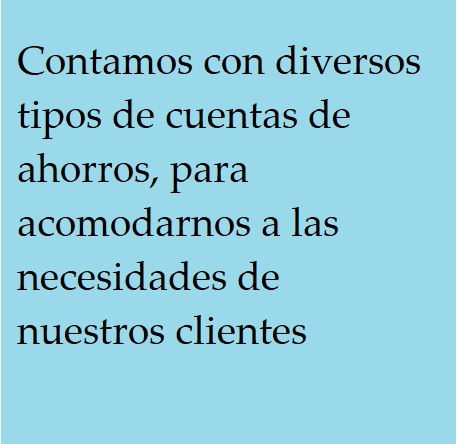 Contamos con diversos
tipos de cuentas de
ahorros, para
acomodarnos a las
necesidades de
nuestros clientes